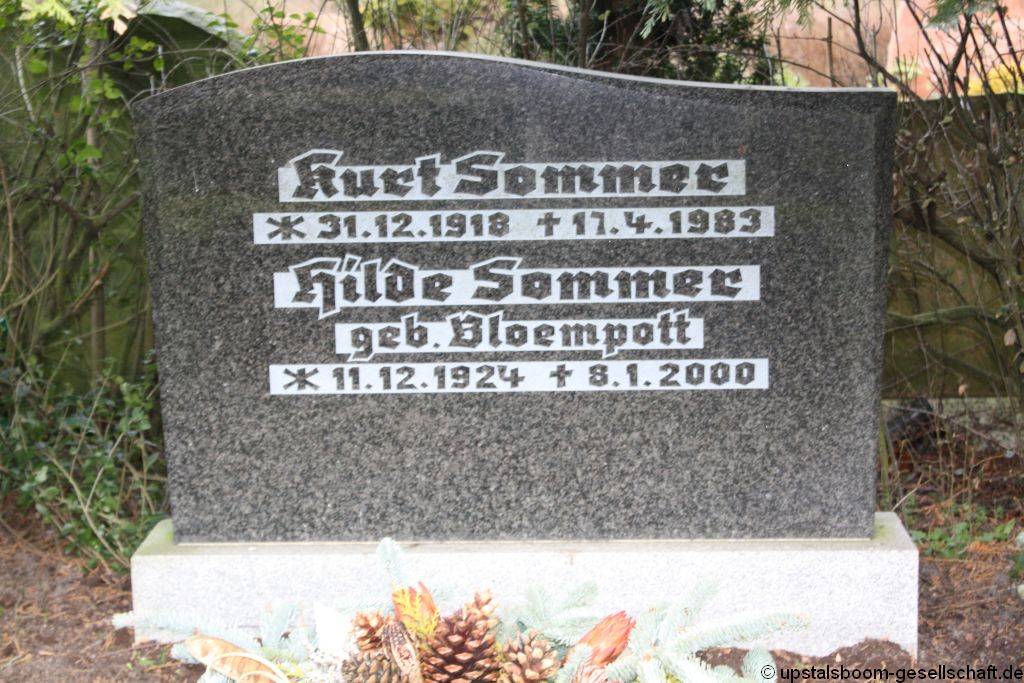 Kurt Sommer
* 31.12.1918 † 17.4.1983
Hilde Sommer
geb. Bloempott
* 11.12.1924 † 8.1.2000
© upstalsboom-gesellschaft.de